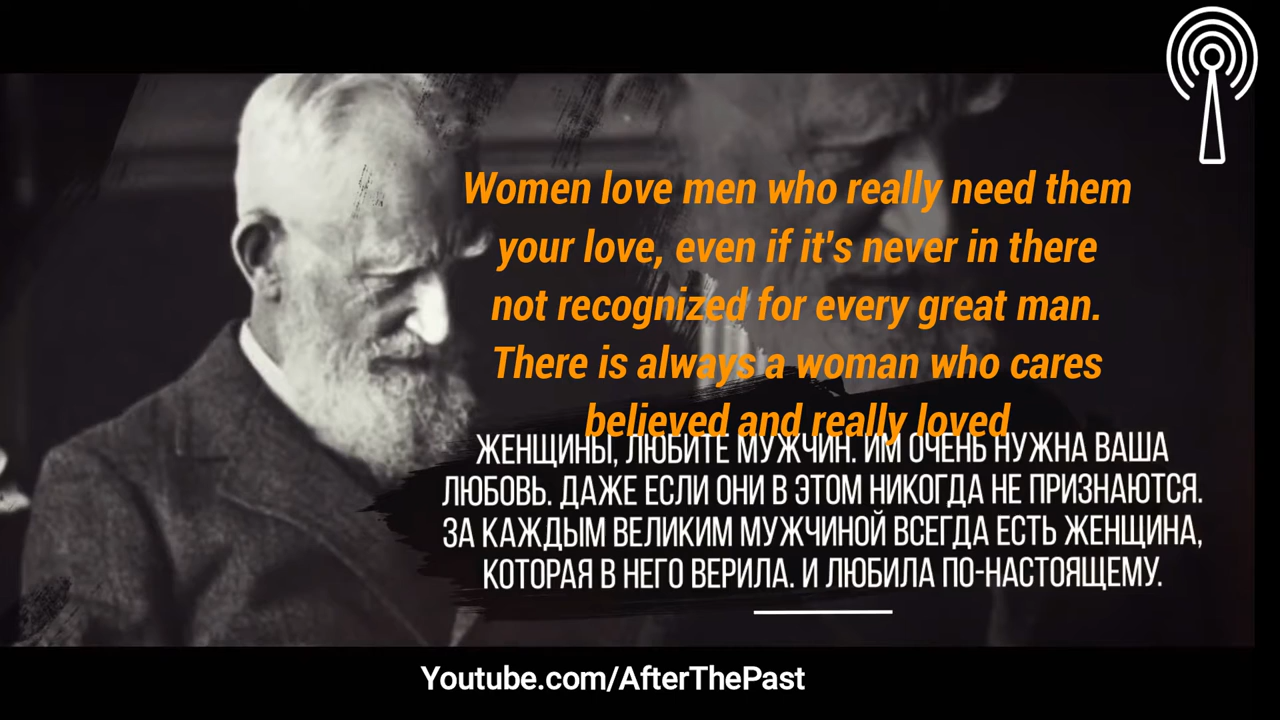 Women love men who really need them
your love, even if it's never in there
not recognized for every great man.
There is always a woman who cares
believed and really loved
ЖЕНЩИНЫ, ЛЮБИТЕ МУЖЧИН. ИМ ОЧЕНЬ НУЖНА ВАША
ЛЮБОВЬ. ДАЖЕ ЕСЛИ ОНИ В ЭТОМ НИКОГДА НЕ ПРИЗНАЮТСЯ.
ЗА КАЖДЫМ ВЕЛИКИМ МУЖЧИНОЙ ВСЕГДА ЕСТЬ ЖЕНЩИНА,
КОТОРАЯ В НЕГО ВЕРИЛА. И ЛЮБИЛА ПО-НАСТОЯЩЕМУ.
Youtube.com/AfterThePast